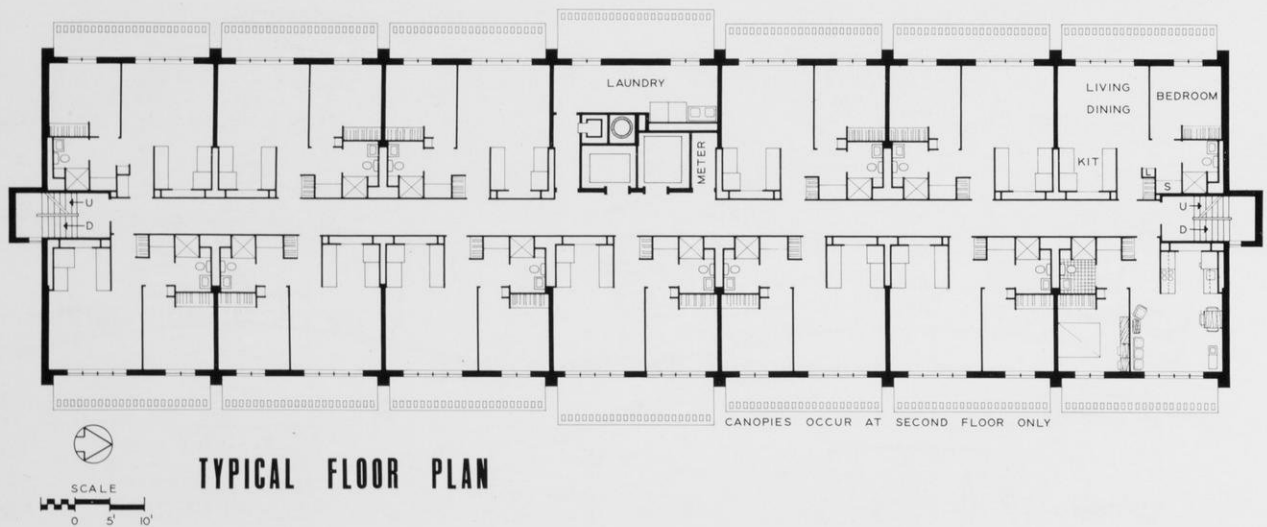 LAUNDRY
LIVING
DINING
BEDROOM
METER
KIT
L
S
U
D
U
D
CANOPIES OCCUR AT SECOND FLOOR ONLY
TYPICAL FLOOR PLAN
SCALE
0 5' 10'